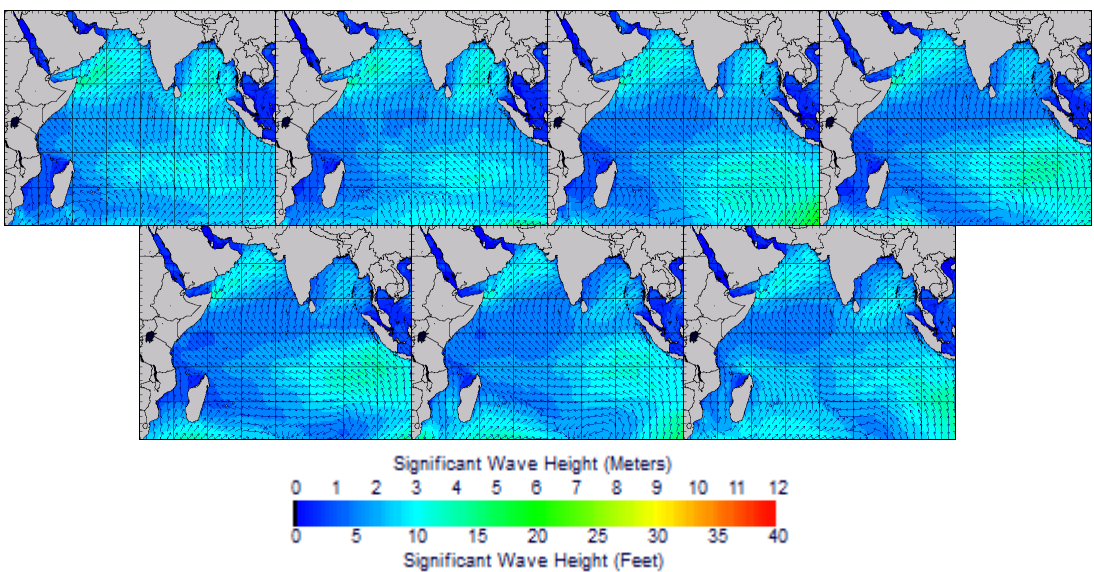 Significant Wave Height (Meters)
0 1 2 3 4 5 6 7 8 9 10 11 12
0 5 10 15 20 25 30 35 40
Significant Wave Height (Feet)